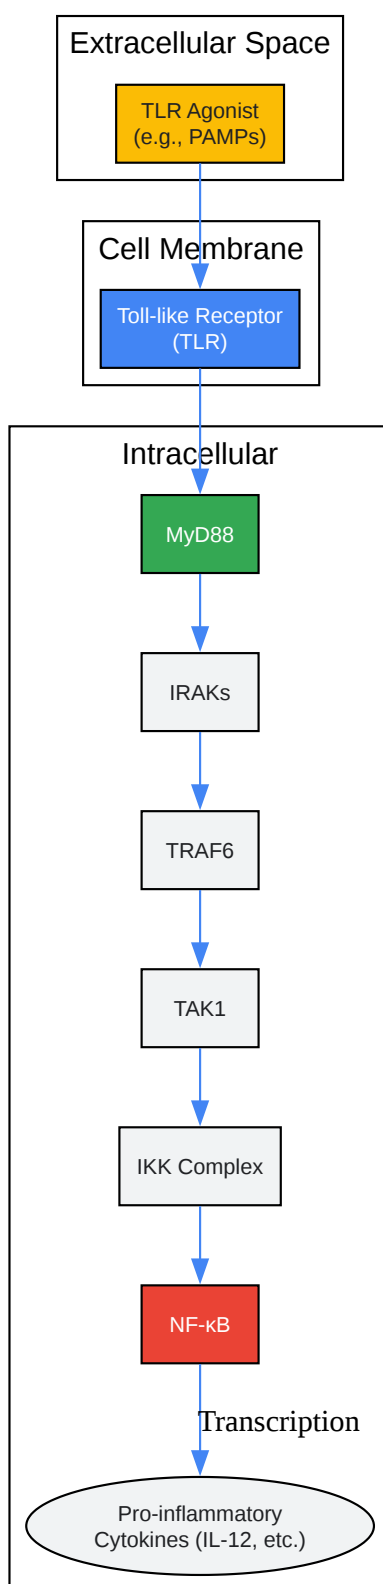 Extracellular Space
TLR Agonist
(e.g., PAMPs)
Cell Membrane
Toll-like Receptor
(TLR)
Intracellular
MyD88
IRAKs
TRAF6
TAK1
IKK Complex
NF-κB
Transcription
Pro-inflammatory
Cytokines (IL-12, etc.)